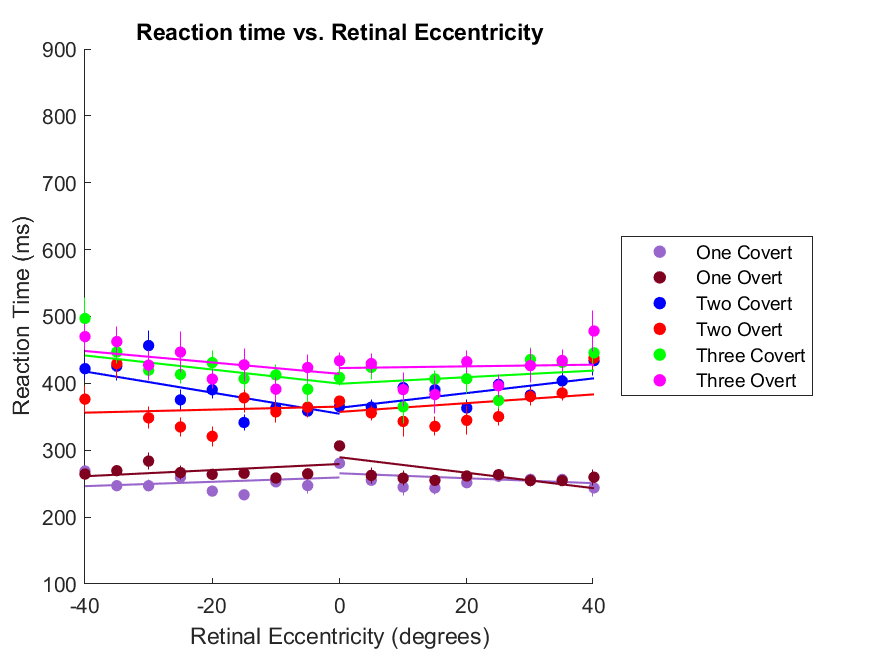 Reaction time vs. Retinal Eccentricity
900
800
700
600
500
400
300
200
100
Reaction Time (ms)
-40
-20
0
20
40
Retinal Eccentricity (degrees)
One Covert
One Overt
Two Covert
Two Overt
Three Covert
Three Overt